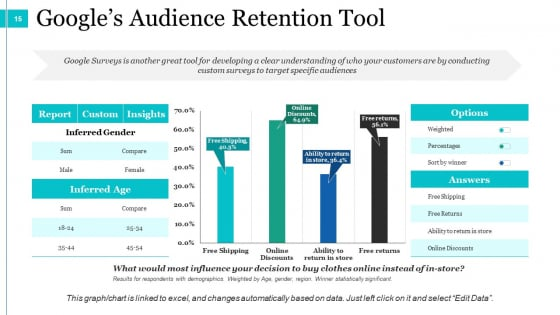 15
Google's Audience Retention Tool
Google Surveys is another great tool for developing a clear understanding of who your customers are by conducting
custom surveys to target specific audiences
Report Custom Insights
Inferred Gender
Sum Compare
Male Female
Inferred Age
Sum Compare
18-24 25-34
35-44 45-54
70.0%
60.0%
50.0%
40.0%
30.0%
20.0%
10.0%
0.0%
Free Shipping,
40.5%
Online
Discounts,
64.9%
Ability to return
in store, 36.4%
Free returns,
56.1%
Free Shipping
Online
Discounts
Ability to
return in store
Free returns
Options
Weighted
Percentages
Sort by winner
Answers
Free Shipping
Free Returns
Ability to return in store
Online Discounts
What would most influence your decision to buy clothes online instead of in-store?
Results for respondents with demographics. Weighted by Age, gender, region. Winner statistically significant.
This graph/chart is linked to excel, and changes automatically based on data. Just left click on it and select "Edit Data".